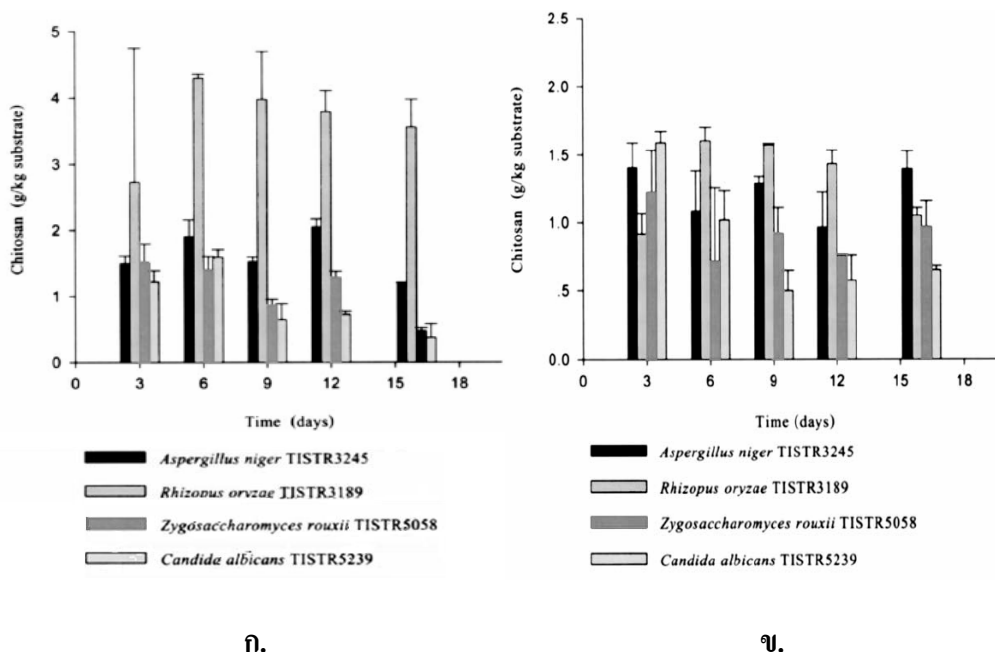 5
4
3
2
1
0
Chitosan (g/kg substrate)
0 3 6 9 12 15 18
Time (days)
Aspergillus niger TISTR3245
Rhizopus oryzae TISTR3189
Zygosaccharomyces rouxii TISTR5058
Candida albicans TISTR5239
ก.
2.5
2.0
1.5
1.0
.5
0.0
Chitosan (g/kg substrate)
0 3 6 9 12 15 18
Time (days)
Aspergillus niger TISTR3245
Rhizopus oryzae TISTR3189
Zygosaccharomyces rouxii TISTR5058
Candida albicans TISTR5239
ข.